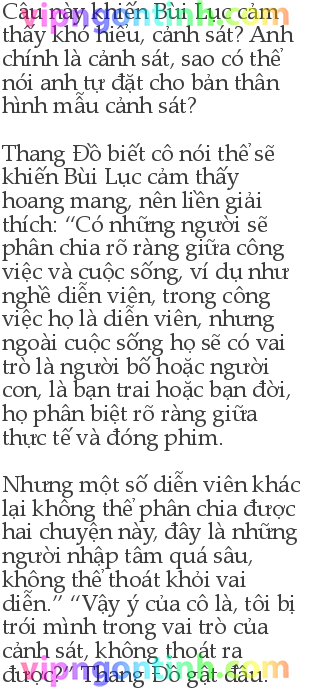 Câu này khiến Bùi Lục cảm
vipngontinh.com
thấy khó hiểu, cảnh sát? Anh
chính là cảnh sát, sao có thể
nói anh tự đặt cho bản thân
hình mẫu cảnh sát?
Thang Đồ biết cô nói thế sẽ
khiến Bùi Lục cảm thấy
hoang mang, nên liền giải
thích: “Có những người sẽ
phân chia rõ ràng giữa công
việc và cuộc sống, ví dụ như
nghề diễn viên, trong công
việc họ là diễn viên, nhưng
ngoài cuộc sống họ sẽ có vai
trò là người bố hoặc người
con, là bạn trai hoặc bạn đời,
họ phân biệt rõ ràng giữa
thực tế và đóng phim.
Nhưng một số diễn viên khác
lại không thể phân chia được
hai chuyện này, đây là những
người nhập tâm quá sâu,
không thể thoát khỏi vai
diễn.” “Vậy ý của cô là, tôi bị
trói mình trong vai trò của
cảnh sát, không thoát ra
được?” Thang Đồ gật đầu.
vipngontinh.com